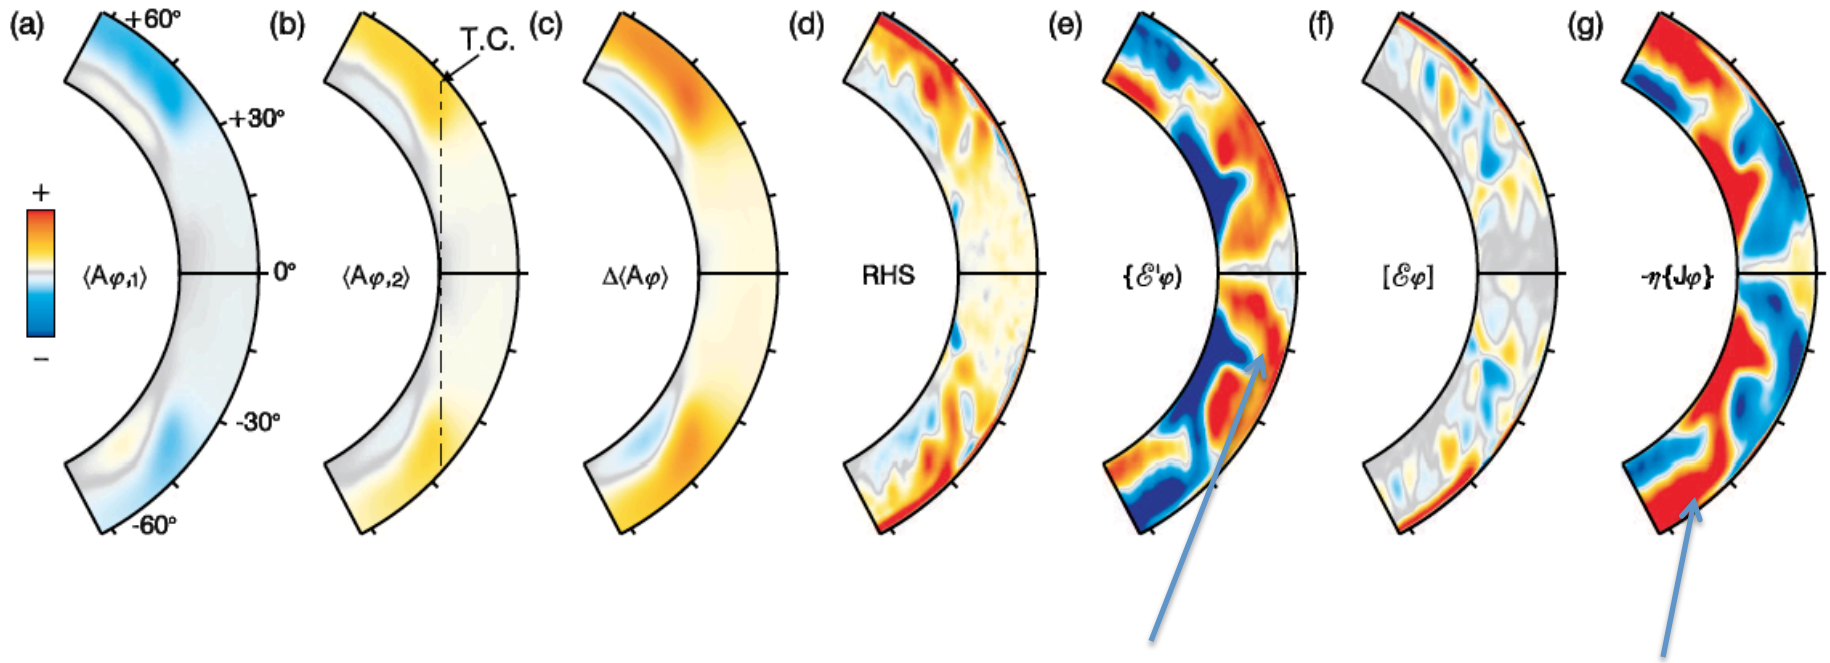 (a) (b) (c) (d) (e) (f) (g)
+60°
T.C.
+30°
+
⟨Aφ,1⟩ 0° ⟨Aφ,2⟩ Δ⟨Aφ⟩ RHS {ℰ'φ) [ℰφ] -η{Jφ}
−
-30°
-60°